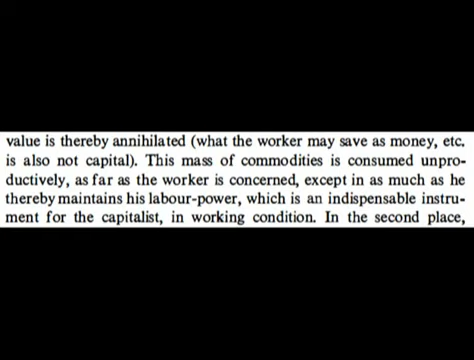 value is thereby annihilated (what the worker may save as money, etc.
is also not capital). This mass of commodities is consumed unpro-
ductively, as far as the worker is concerned, except in as much as he
thereby maintains his labour-power, which is an indispensable instru-
ment for the capitalist, in working condition. In the second place,